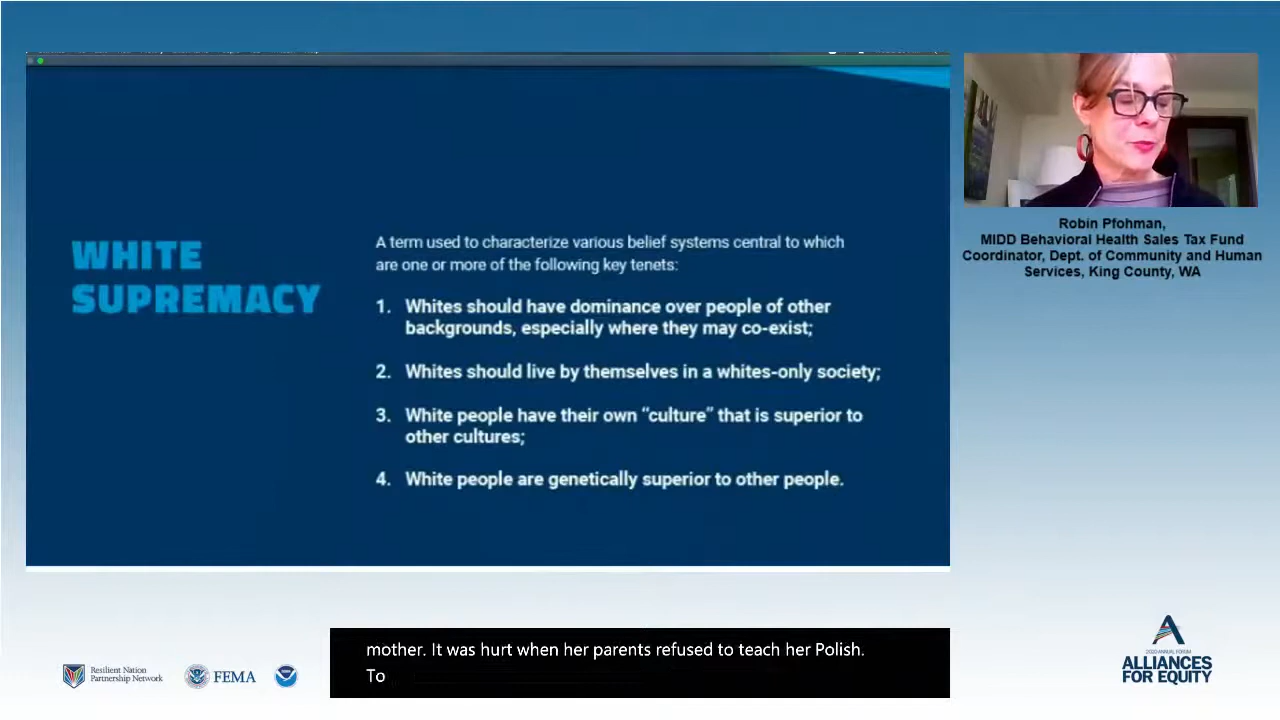 WHITE
SUPREMACY
A term used to characterize various belief systems central to which
are one or more of the following key tenets:
1. Whites should have dominance over people of other
backgrounds, especially where they may co-exist;
2. Whites should live by themselves in a whites-only society;
3. White people have their own “culture” that is superior to
other cultures;
4. White people are genetically superior to other people.
Robin Pfohman,
MIDD Behavioral Health Sales Tax Fund
Coordinator, Dept. of Community and Human
Services, King County, WA
mother. It was hurt when her parents refused to teach her Polish.
To
Resilient Nation
Partnership Network
FEMA
2020 ANNUAL FORUM
ALLIANCES
FOR EQUITY